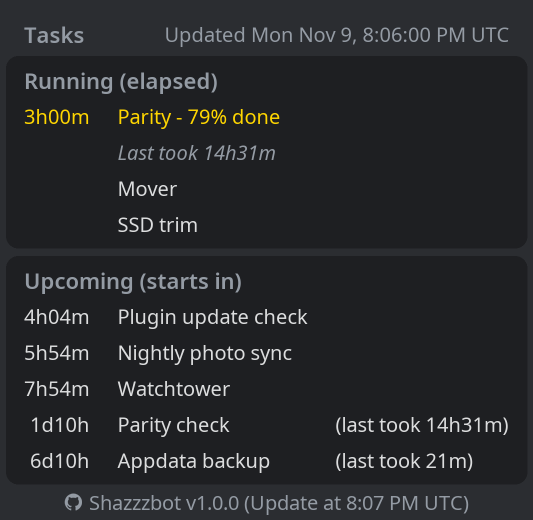 Tasks Updated Mon Nov 9, 8:06:00 PM UTC
Running (elapsed)
3h00m Parity - 79% done
Last took 14h31m
Mover
SSD trim
Upcoming (starts in)
4h04m Plugin update check
5h54m Nightly photo sync
7h54m Watchtower
1d10h Parity check (last took 14h31m)
6d10h Appdata backup (last took 21m)
Shazzzbot v1.0.0 (Update at 8:07 PM UTC)